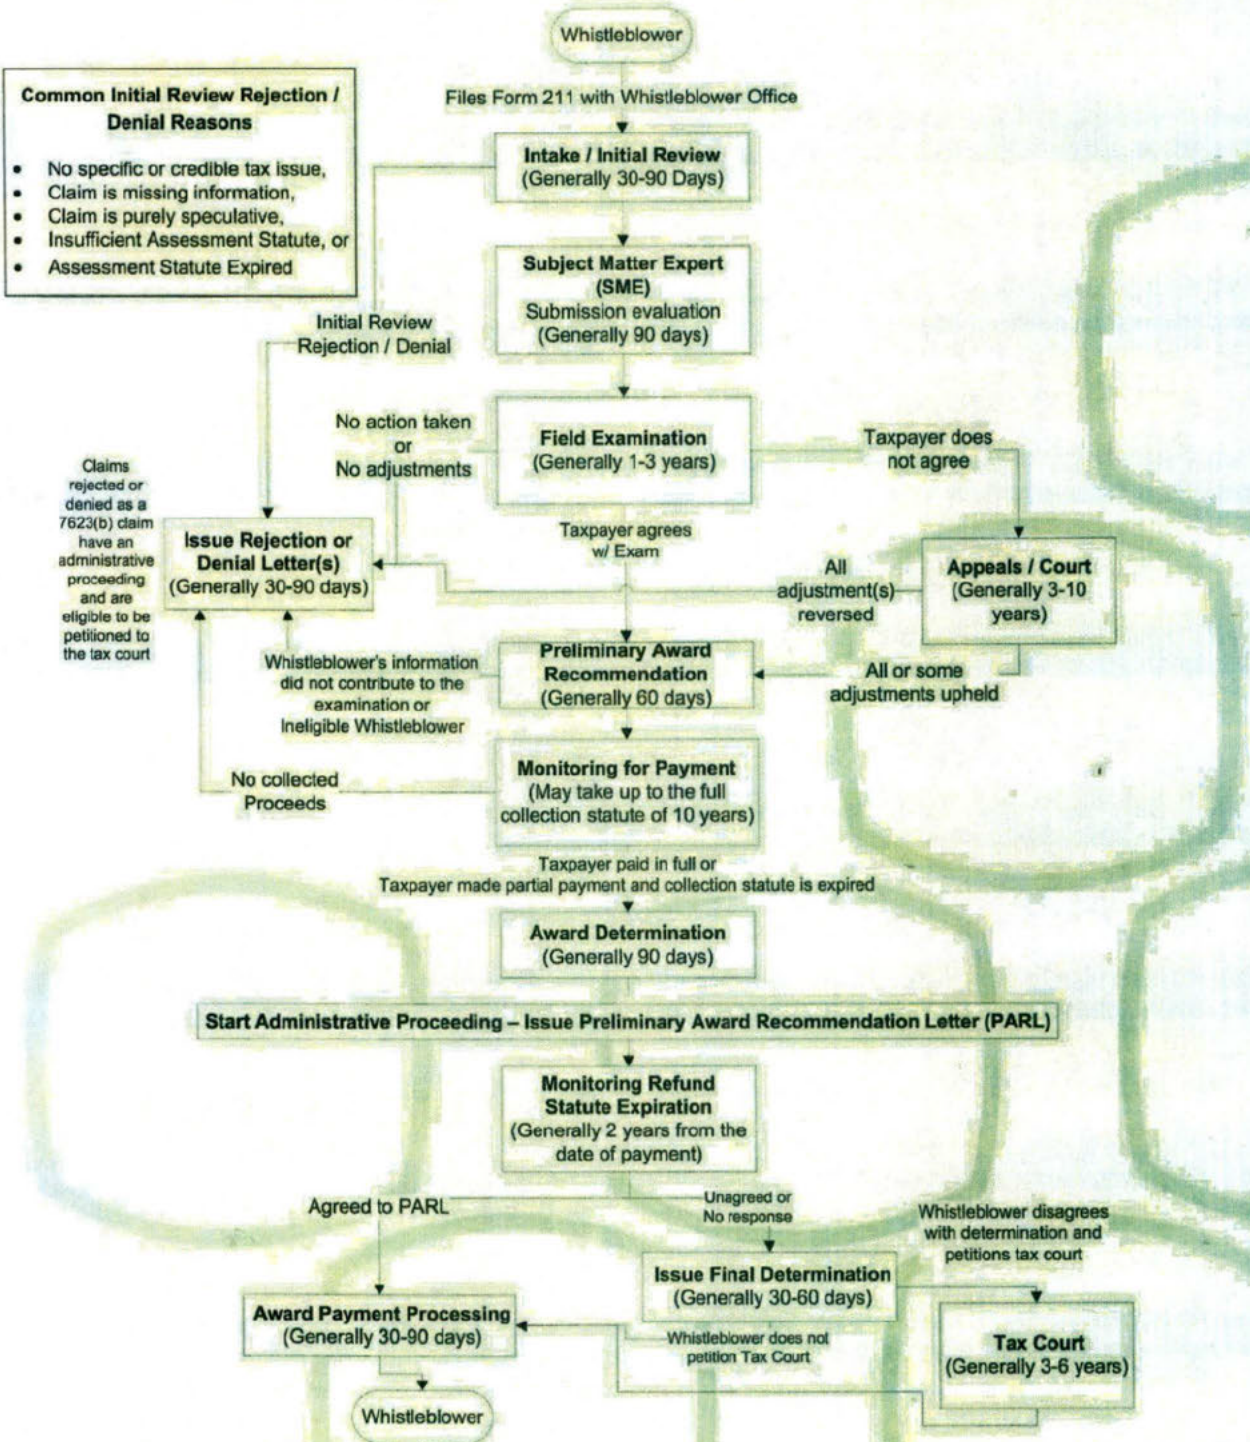 Whistleblower
Files Form 211 with Whistleblower Office
Common Initial Review Rejection /
Denial Reasons
• No specific or credible tax issue,
• Claim is missing information,
• Claim is purely speculative,
• Insufficient Assessment Statute, or
• Assessment Statute Expired
Intake / Initial Review
(Generally 30-90 Days)
Subject Matter Expert
(SME)
Submission evaluation
(Generally 90 days)
Initial Review
Rejection / Denial
No action taken
or
No adjustments
Field Examination
(Generally 1-3 years)
Taxpayer does
not agree
Claims
rejected or
denied as a
7623(b) claim
have an
administrative
proceeding
and are
eligible to be
petitioned to
the tax court
Issue Rejection or
Denial Letter(s)
(Generally 30-90 days)
Taxpayer agrees
w/ Exam
All
adjustment(s)
reversed
Appeals / Court
(Generally 3-10
years)
Whistleblower's information
did not contribute to the
examination or
Ineligible Whistleblower
Preliminary Award
Recommendation
(Generally 60 days)
All or some
adjustments upheld
No collected
Proceeds
Monitoring for Payment
(May take up to the full
collection statute of 10 years)
Taxpayer paid in full or
Taxpayer made partial payment and collection statute is expired
Award Determination
(Generally 90 days)
Start Administrative Proceeding – Issue Preliminary Award Recommendation Letter (PARL)
Monitoring Refund
Statute Expiration
(Generally 2 years from the
date of payment)
Agreed to PARL
Unagreed or
No response
Whistleblower disagrees
with determination and
petitions tax court
Issue Final Determination
(Generally 30-60 days)
Award Payment Processing
(Generally 30-90 days)
Whistleblower does not
petition Tax Court
Tax Court
(Generally 3-6 years)
Whistleblower